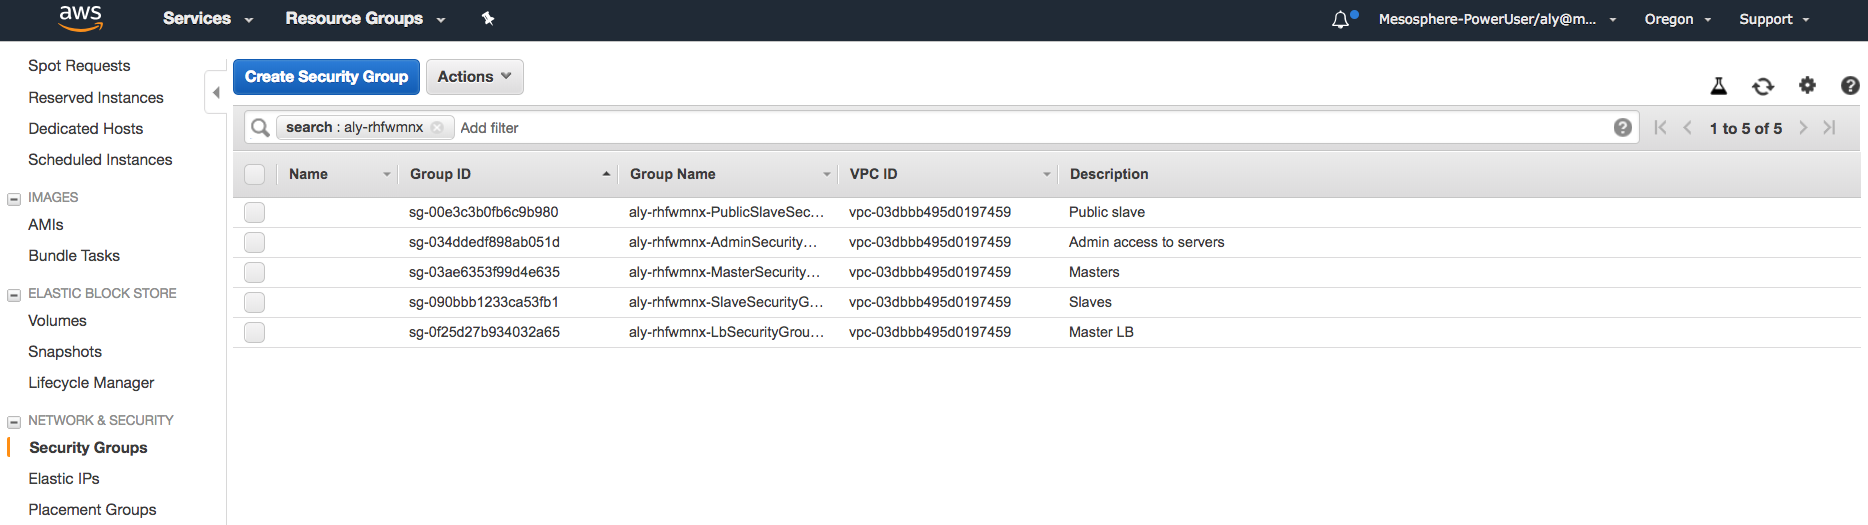 aws Services Resource Groups Mesosphere-PowerUser/aly@m... Oregon Support
Spot Requests
Reserved Instances
Dedicated Hosts
Scheduled Instances
IMAGES
AMIs
Bundle Tasks
ELASTIC BLOCK STORE
Volumes
Snapshots
Lifecycle Manager
NETWORK & SECURITY
Security Groups
Elastic IPs
Placement Groups
Create Security Group Actions
search : aly-rhfwmnx Add filter 1 to 5 of 5
Name Group ID Group Name VPC ID Description
sg-00e3c3b0fb6c9b980 aly-rhfwmnx-PublicSlaveSec... vpc-03dbbb495d0197459 Public slave
sg-034ddedf898ab051d aly-rhfwmnx-AdminSecurity... vpc-03dbbb495d0197459 Admin access to servers
sg-03ae6353f99d4e635 aly-rhfwmnx-MasterSecurity... vpc-03dbbb495d0197459 Masters
sg-090bbb1233ca53fb1 aly-rhfwmnx-SlaveSecurityG... vpc-03dbbb495d0197459 Slaves
sg-0f25d27b934032a65 aly-rhfwmnx-LbSecurityGrou... vpc-03dbbb495d0197459 Master LB